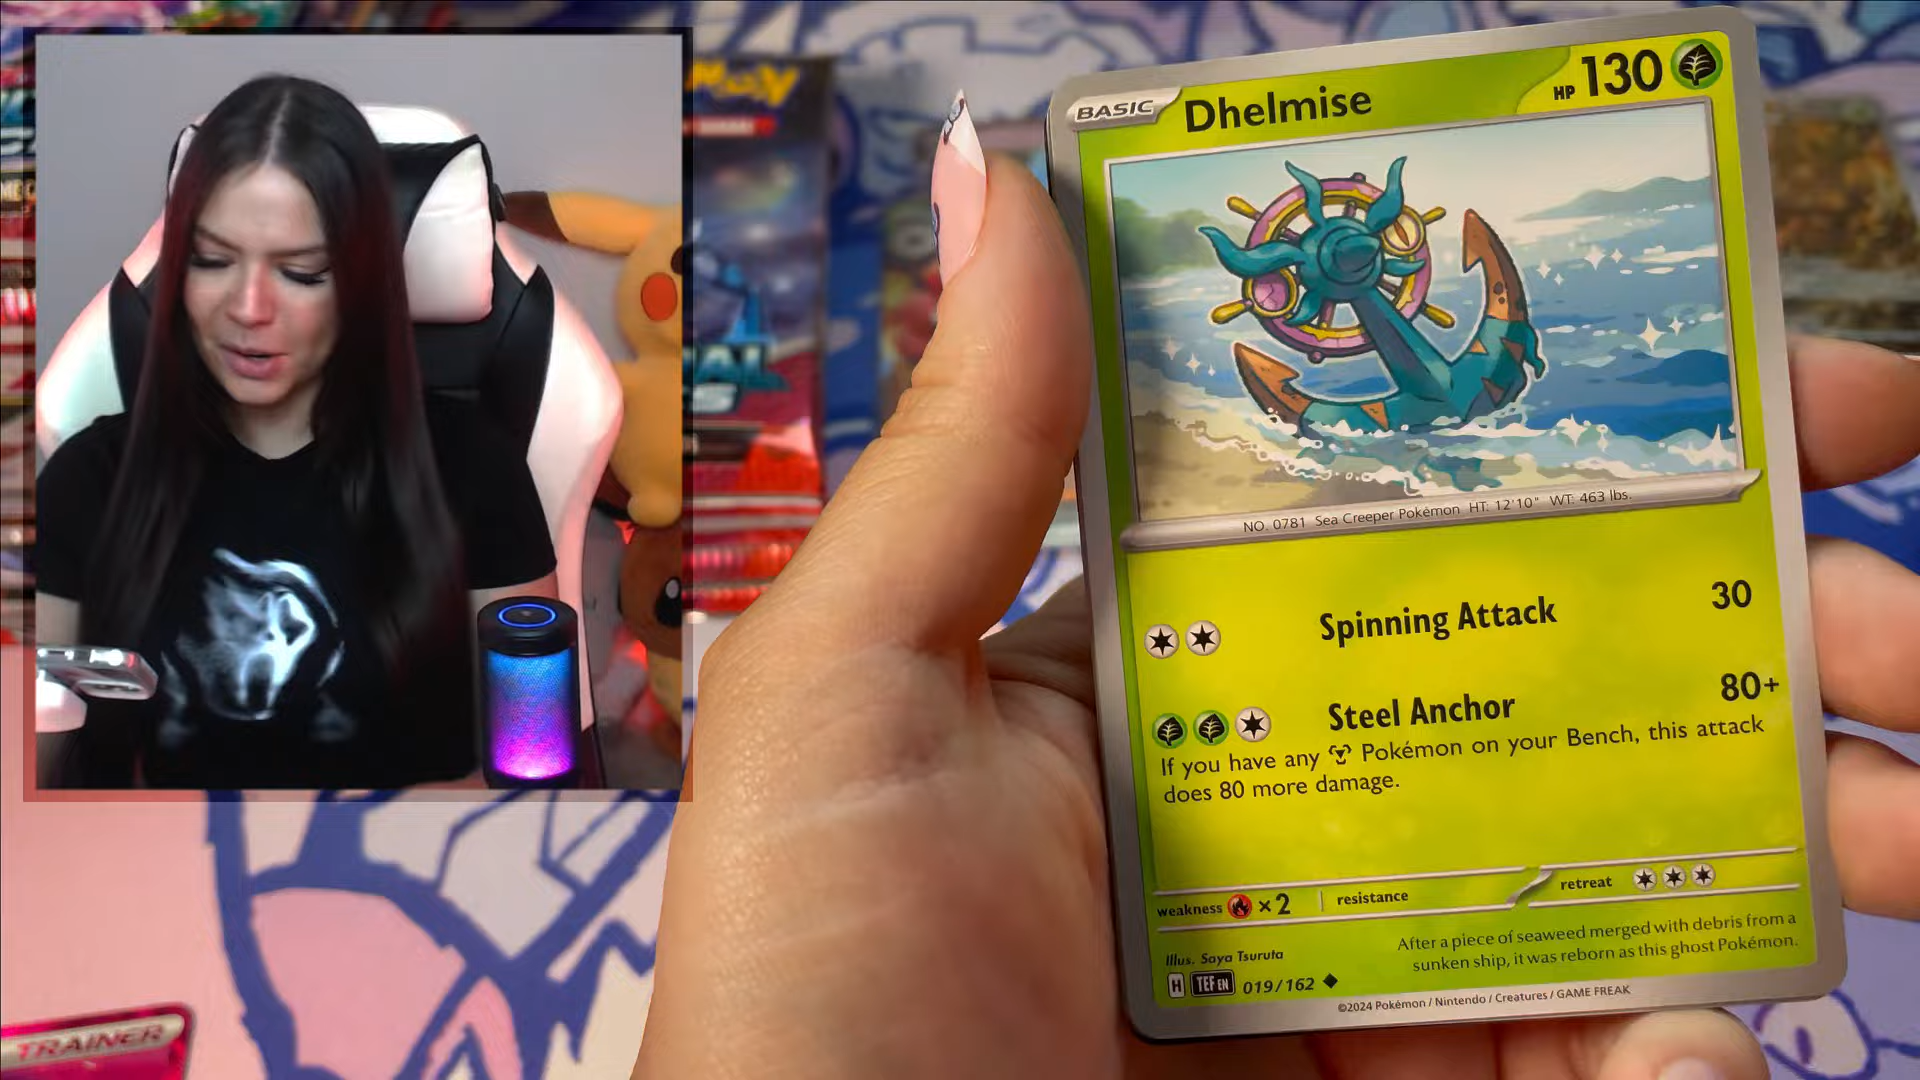 BASIC Dhelmise HP 130
NO. 0781 Sea Creeper Pokémon HT: 12'10" WT: 463 lbs.
Spinning Attack 30
Steel Anchor 80+
If you have any Pokémon on your Bench, this attack
does 80 more damage.
weakness ×2 resistance retreat
After a piece of seaweed merged with debris from a
sunken ship, it was reborn as this ghost Pokémon.
Illus. Saya Tsuruta
H TEF EN 019/162
©2024 Pokémon / Nintendo / Creatures / GAME FREAK
TRAINER